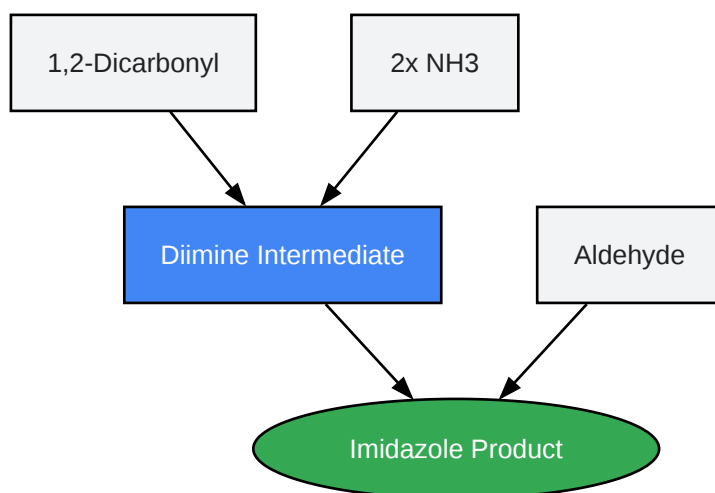 1,2-Dicarbonyl
2x NH3
Diimine Intermediate
Aldehyde
Imidazole Product